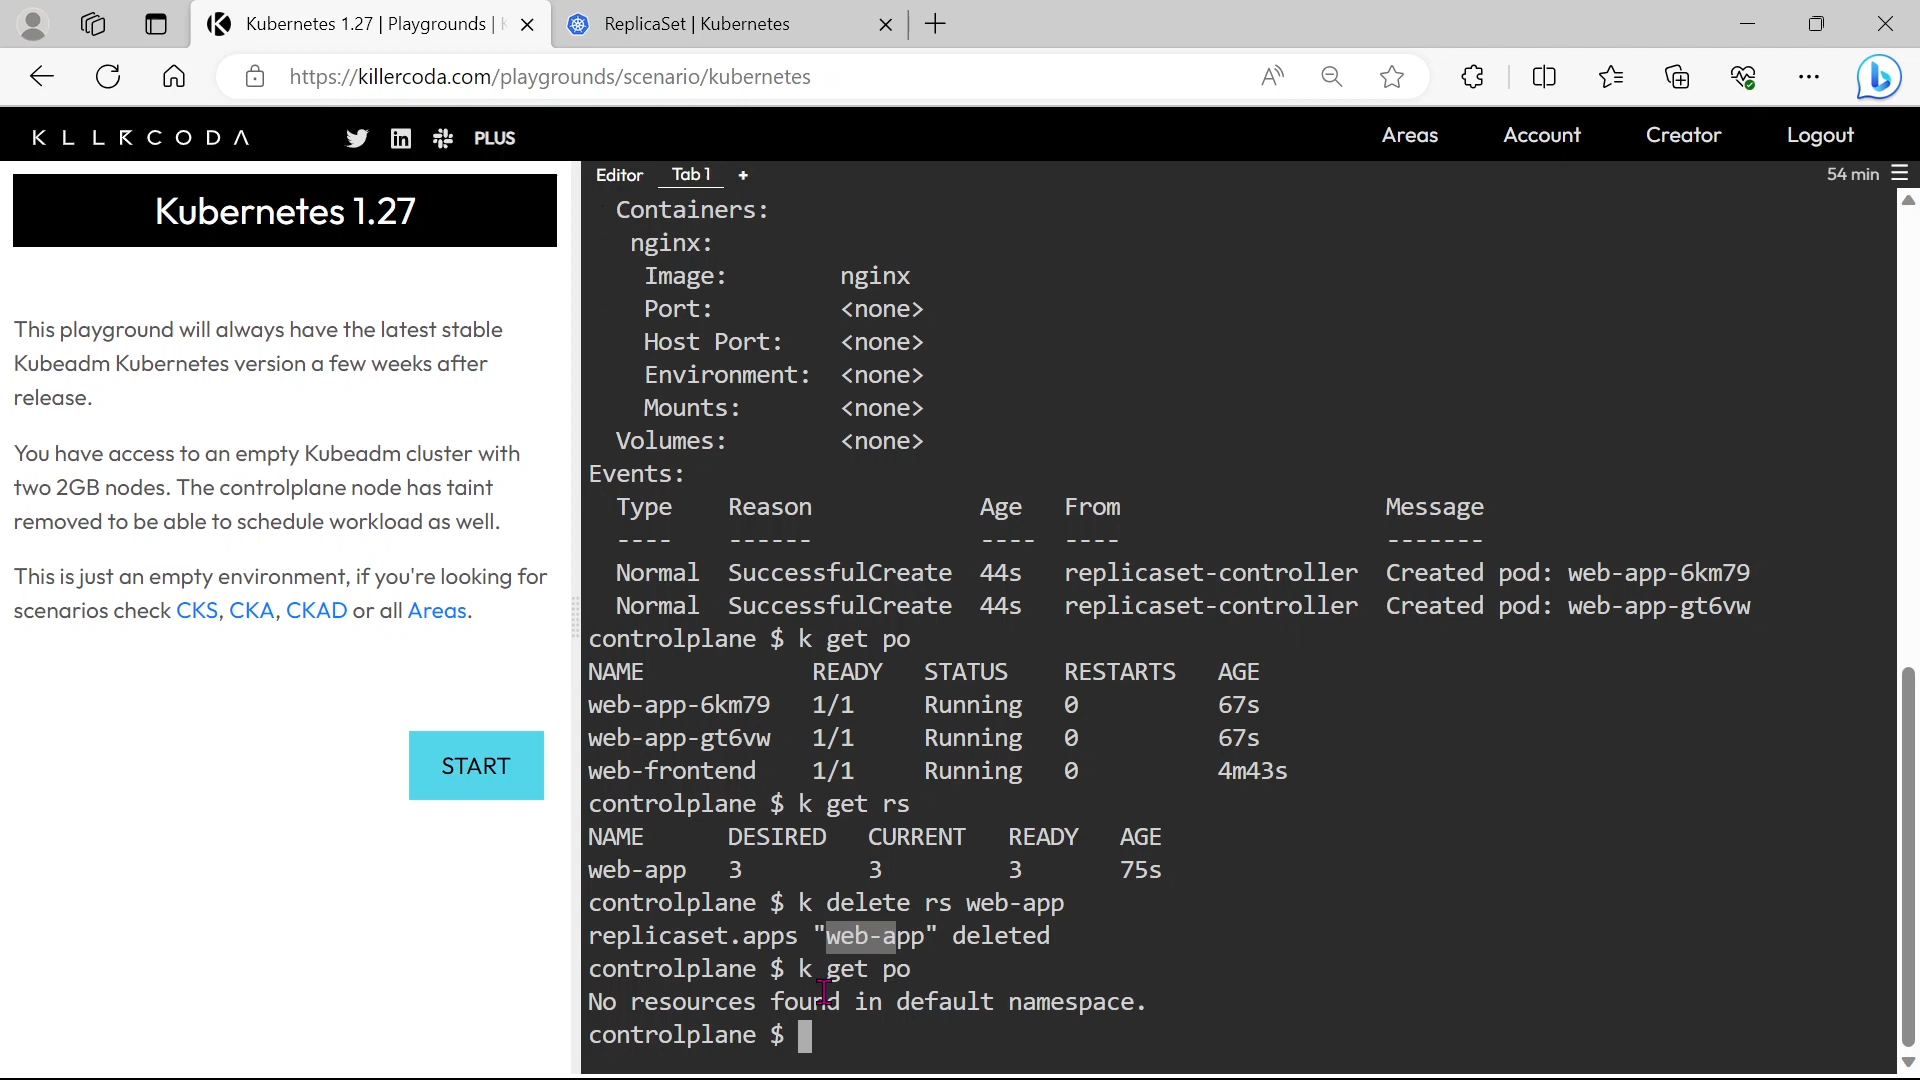 Kubernetes 1.27 | Playgrounds | K
ReplicaSet | Kubernetes
https://killercoda.com/playgrounds/scenario/kubernetes
KLLRCODA
PLUS
Areas
Account
Creator
Logout
Editor
Tab 1
+
54 min
Kubernetes 1.27
This playground will always have the latest stable
Kubeadm Kubernetes version a few weeks after
release.
You have access to an empty Kubeadm cluster with
two 2GB nodes. The controlplane node has taint
removed to be able to schedule workload as well.
This is just an empty environment, if you're looking for
scenarios check CKS, CKA, CKAD or all Areas.
START
Containers:
nginx:
Image: nginx
Port: <none>
Host Port: <none>
Environment: <none>
Mounts: <none>
Volumes: <none>
Events:
Type Reason Age From Message
---- ------ ---- ---- -------
Normal SuccessfulCreate 44s replicaset-controller Created pod: web-app-6km79
Normal SuccessfulCreate 44s replicaset-controller Created pod: web-app-gt6vw
controlplane $ k get po
NAME READY STATUS RESTARTS AGE
web-app-6km79 1/1 Running 0 67s
web-app-gt6vw 1/1 Running 0 67s
web-frontend 1/1 Running 0 4m43s
controlplane $ k get rs
NAME DESIRED CURRENT READY AGE
web-app 3 3 3 75s
controlplane $ k delete rs web-app
replicaset.apps "web-app" deleted
controlplane $ k get po
No resources found in default namespace.
controlplane $